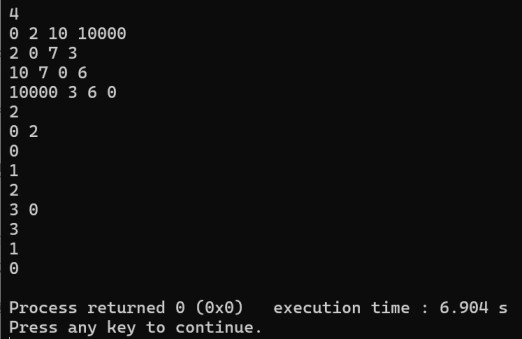 4
0 2 10 10000
2 0 7 3
10 7 0 6
10000 3 6 0
2
0 2
0
1
2
3 0
3
1
0
Process returned 0 (0x0)   execution time : 6.904 s
Press any key to continue.